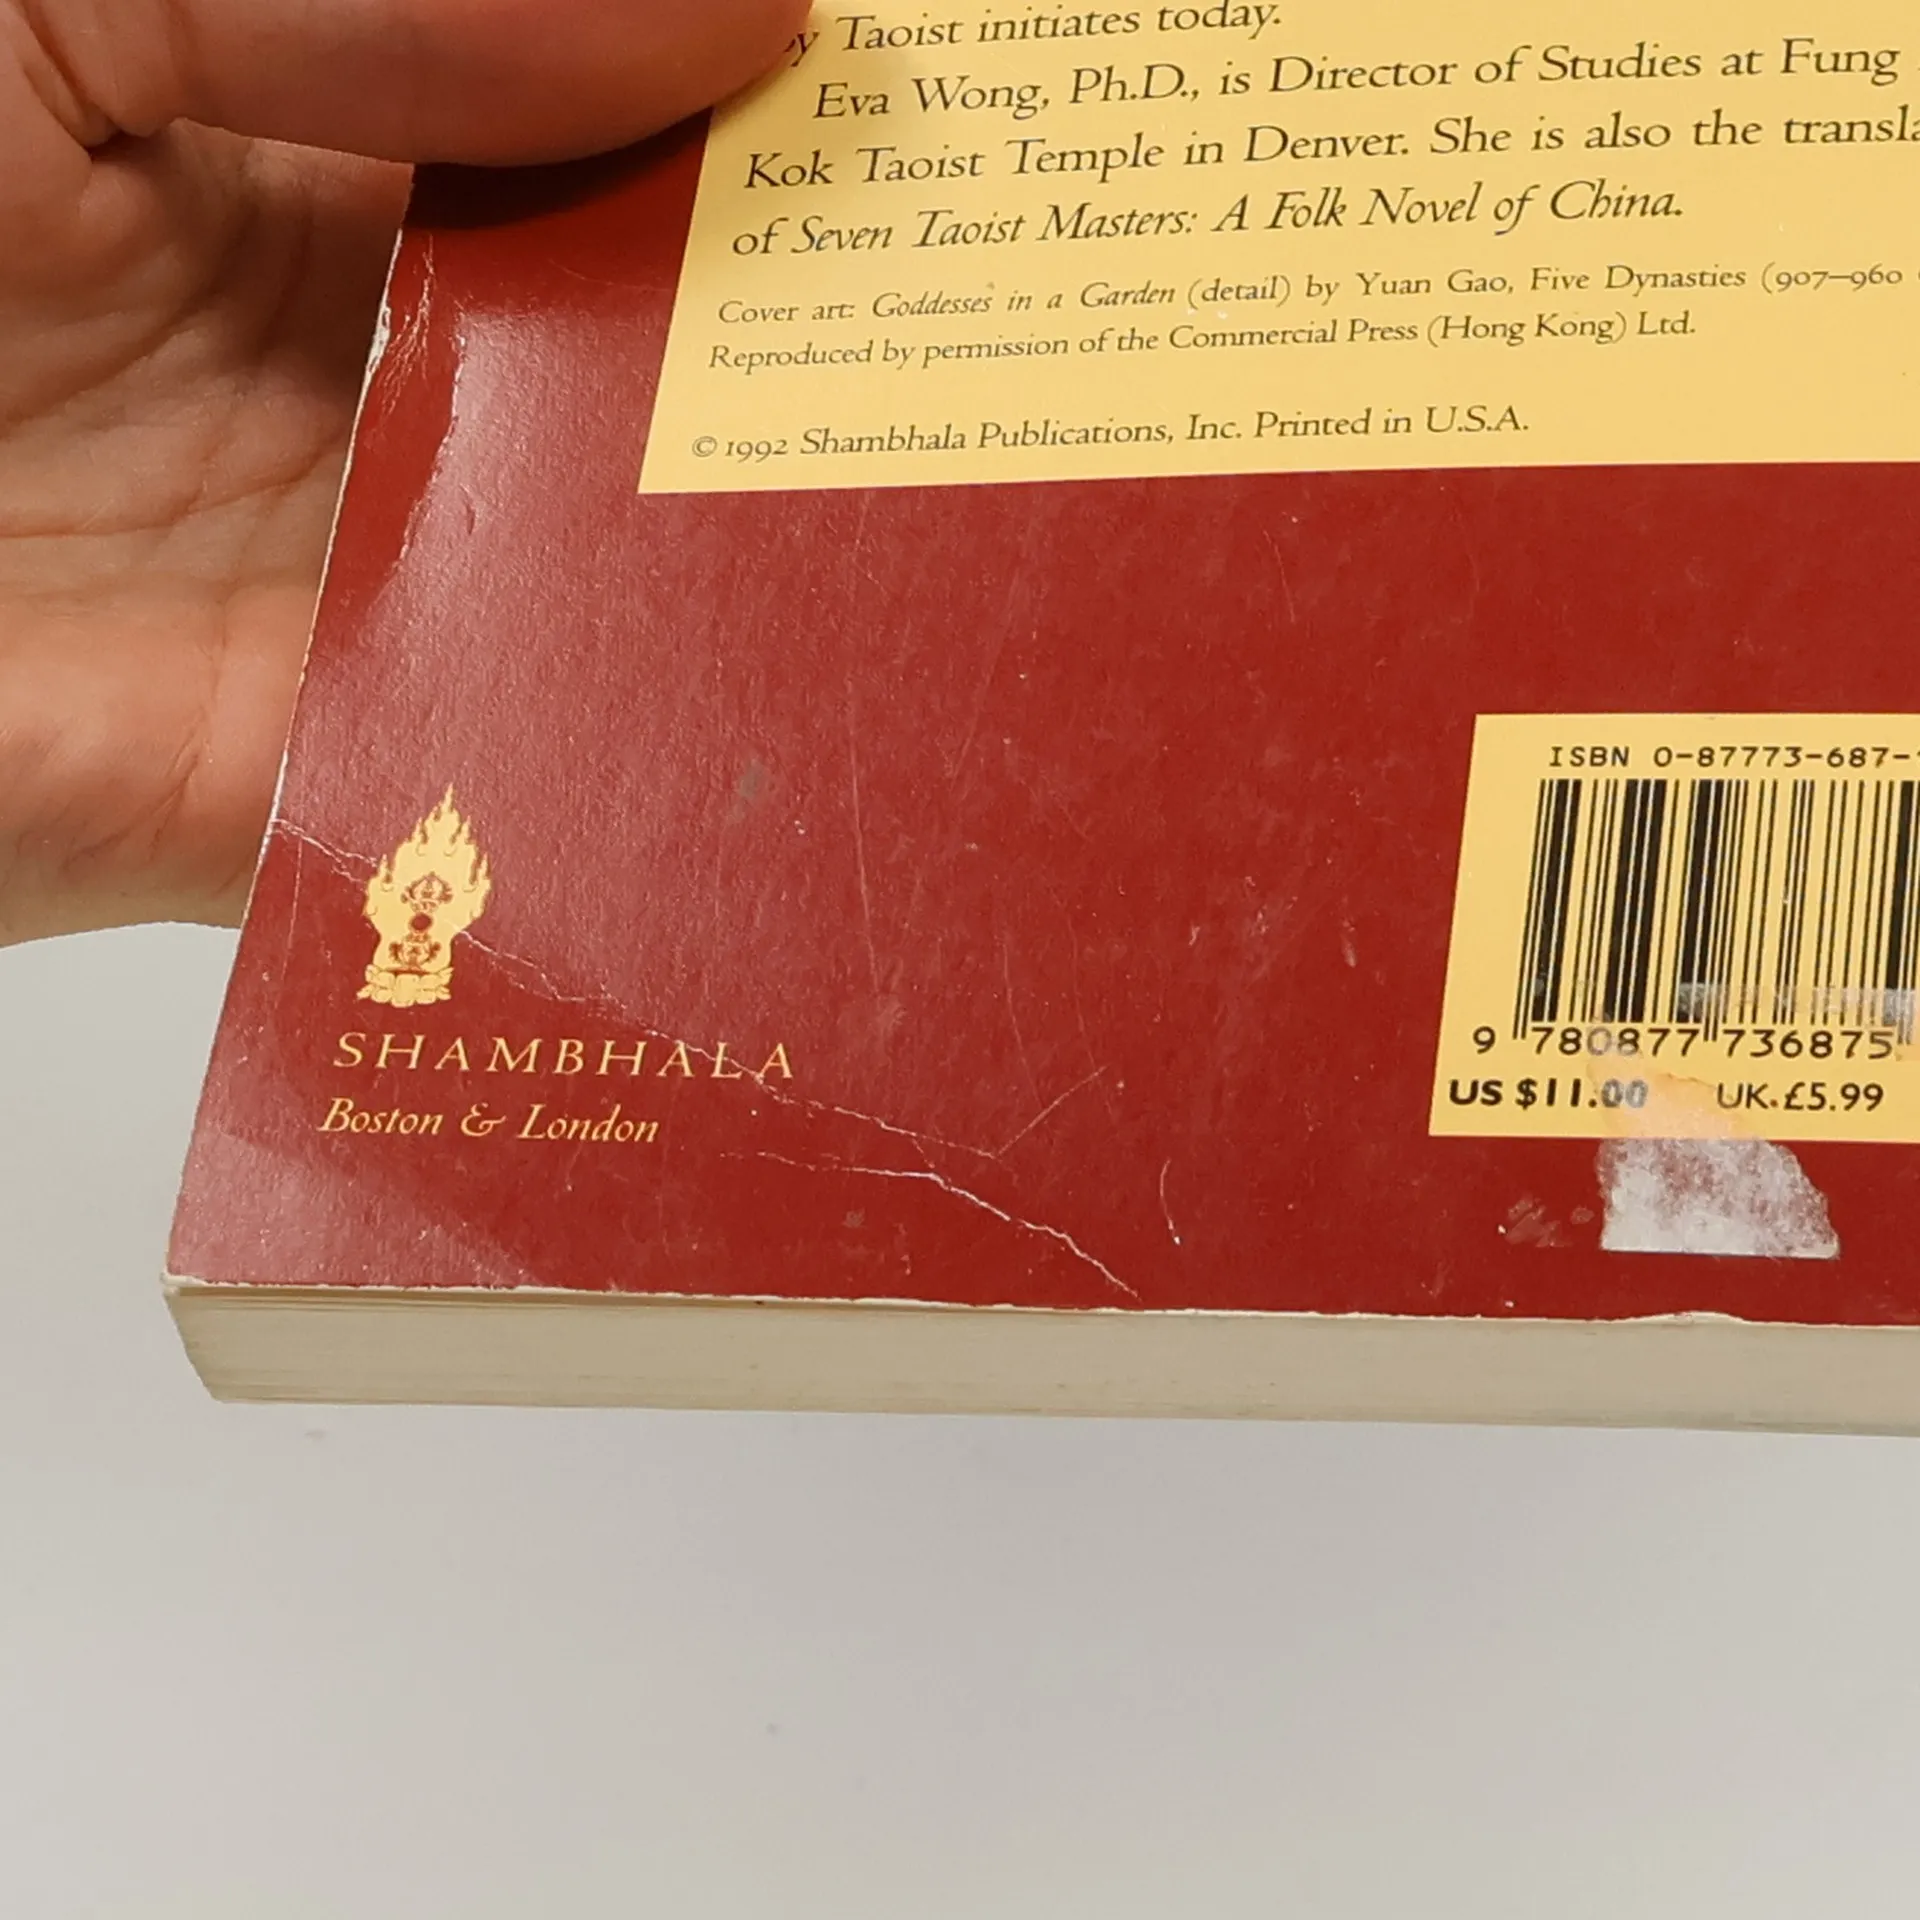 Taoist initiates today.
Eva Wong, Ph.D., is Director of Studies at Fung
Kok Taoist Temple in Denver. She is also the
of Seven Taoist Masters: A Folk Novel of China.
Cover art: Goddesses in a Garden (detail) by Yuan Gao, Five Dynasties (907–960
Reproduced by permission of the Commercial Press (Hong Kong) Ltd.
© 1992 Shambhala Publications, Inc. Printed in U.S.A.
ISBN 0-87773-687-
9 780877 736875
US $11.00 UK.£5.99
SHAMBHALA
Boston & London